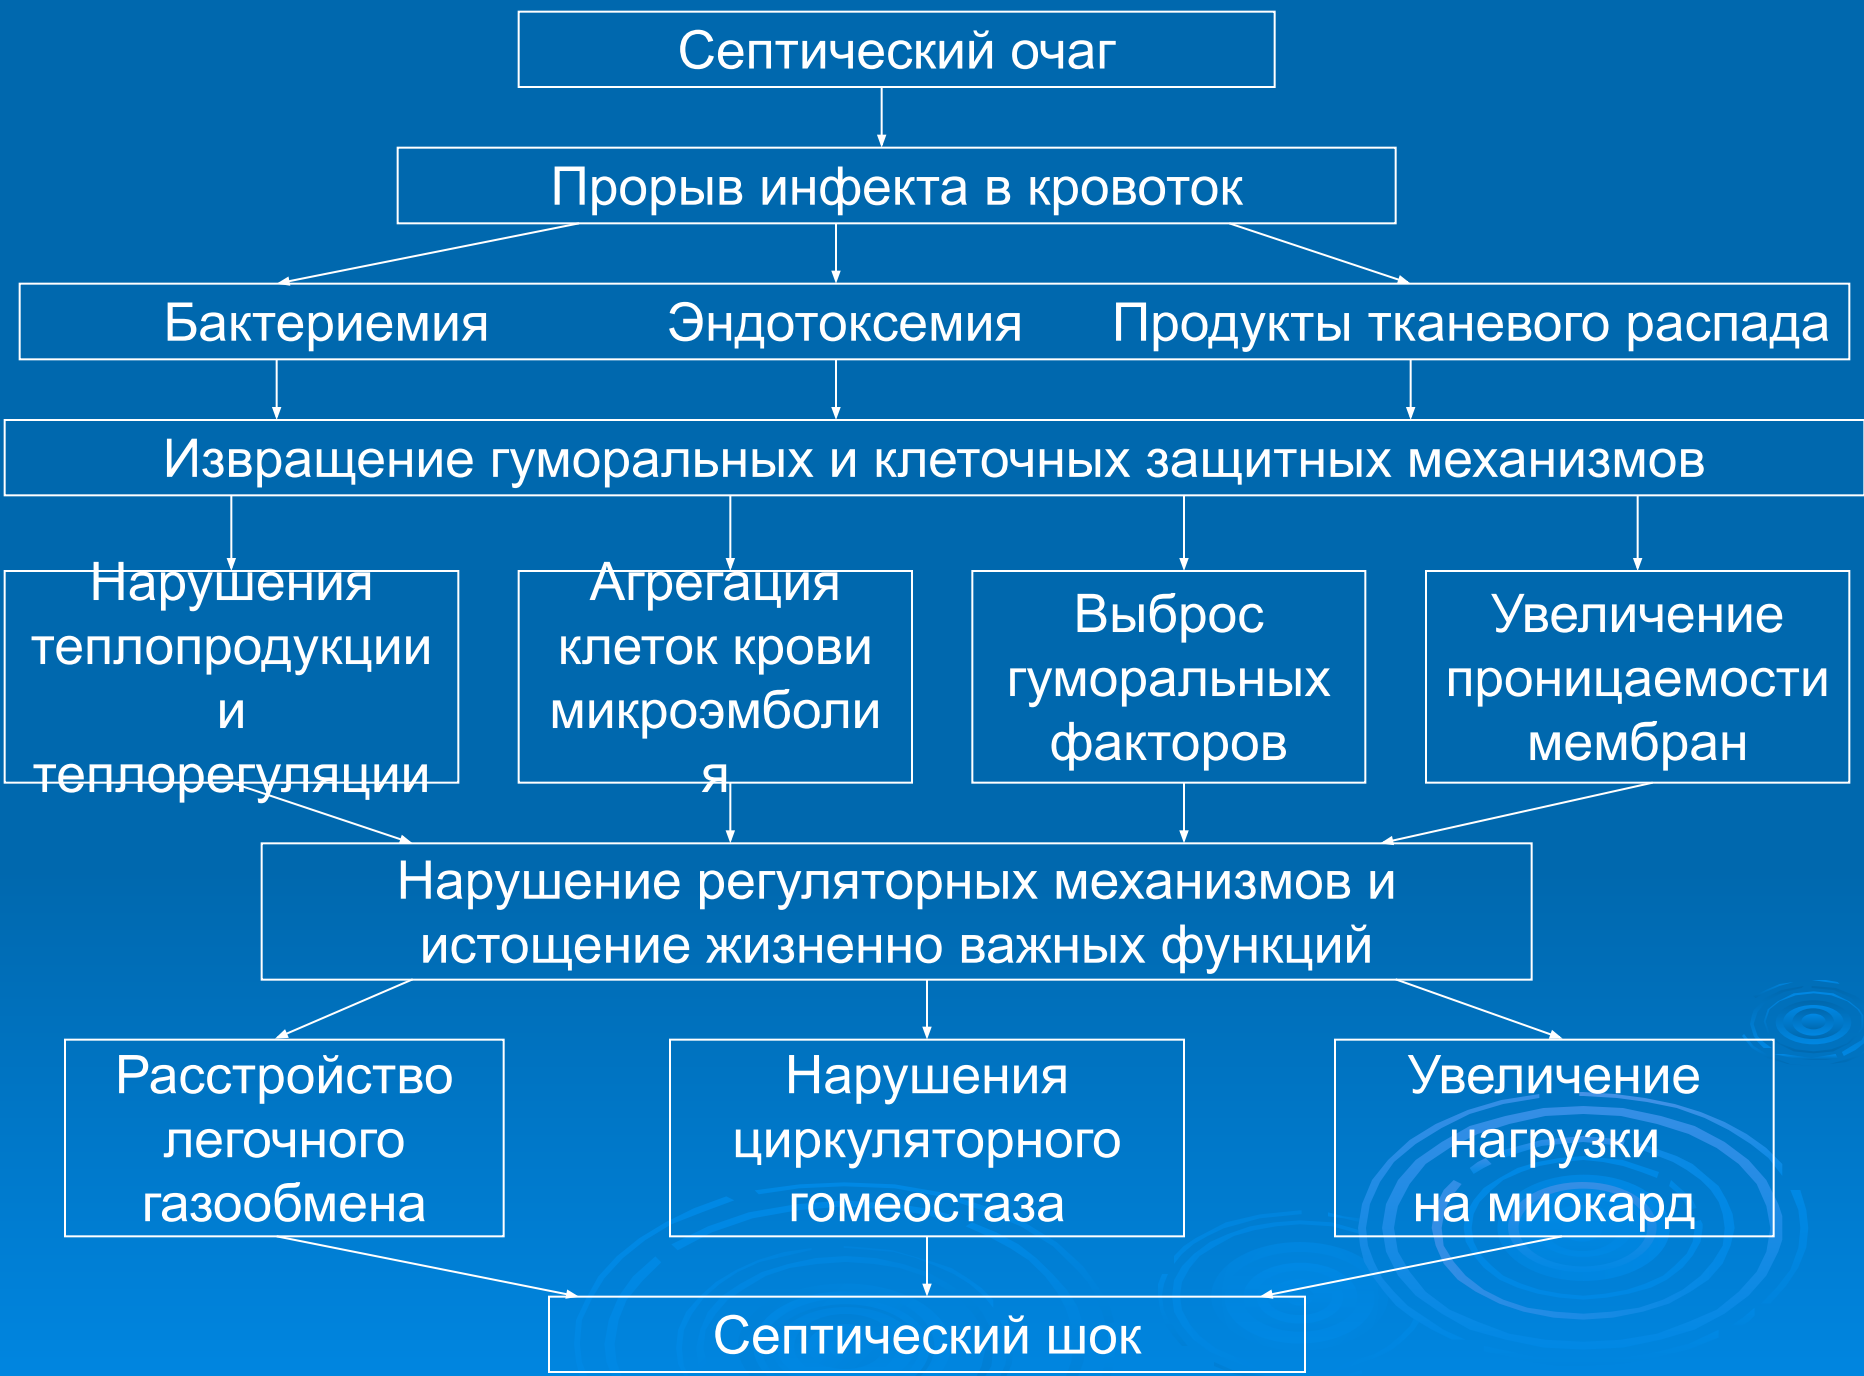 Септический очаг
Прорыв инфекта в кровоток
Бактериемия Эндотоксемия Продукты тканевого распада
Извращение гуморальных и клеточных защитных механизмов
Нарушения
теплопродукции
и
теплорегуляции
Агрегация
клеток крови
микроэмболи
я
Выброс
гуморальных
факторов
Увеличение
проницаемости
мембран
Нарушение регуляторных механизмов и
истощение жизненно важных функций
Расстройство
легочного
газообмена
Нарушения
циркуляторного
гомеостаза
Увеличение
нагрузки
на миокард
Септический шок